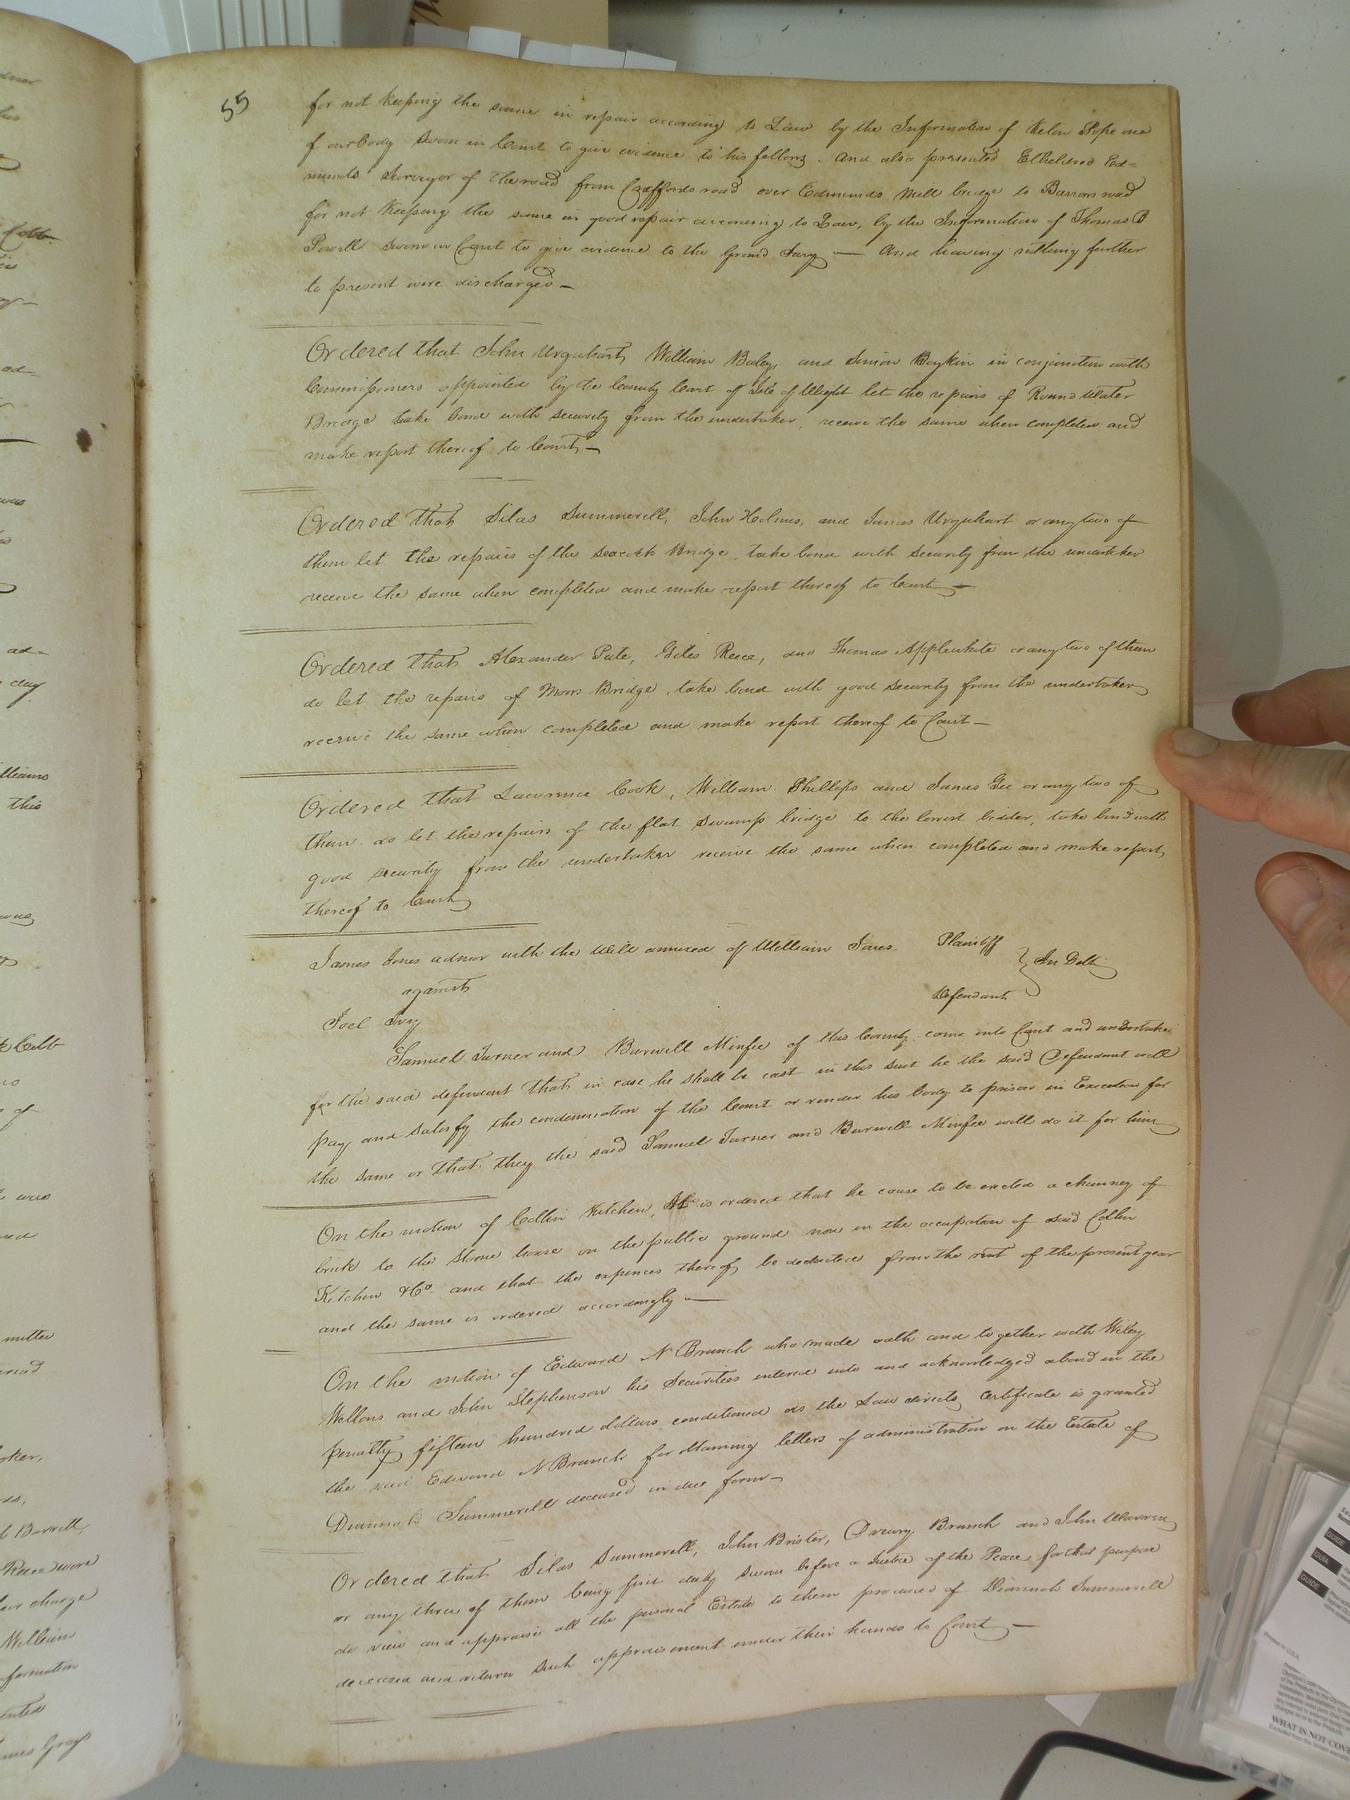 55
for not keeping the same in repair according to Law by the Information of Kelon Pope one
of our body sworn in Court to give evidence to his fellows. And also presented Etheldred Ed=
munds Surveyor of the road from Craffords road over Edmunds Mill bridge to Barrow road
for not keeping the same in good repair according to Law, by the Information of Thomas B
Powell sworn in Court to give evidence to the Grand Jury — And having nothing further
to present were discharged —
Ordered that John Urquhart, William Baley, and Simon Boykin in conjunction with
Commissioners appointed by the County Court of Isle of Wight let the repairs of Round Water
Bridge take bond with security from the undertaker, receive the same when completed and
make report thereof to Court —
Ordered that Silas Summerell, John Holmes, and James Urquhart or any two of
them let the repairs of the Seacock Bridge take bond with security from the undertaker
receive the same when completed and make report thereof to Court —
Ordered that Alexander Pate, Giles Reece, and Thomas Applewhite or any two of them
do let the repairs of Moors Bridge, take bond with good security from the undertaker
receive the same when completed and make report thereof to Court —
Ordered that Lawrence Cook, William Phillips and James Gee or any two of
them do let the repairs of the flat swamp bridge to the lowest bidder, take bond with
good security from the undertaker receive the same when completed and make report
thereof to Court
James Jones admor with the Will annexed of William Jones Plaintiff
against } In Debt
Joel Ivey Defendant
Samuel Turner and Burwell Minfee of this County come into Court and undertake
for the said defendant that in case he shall be cast in this suit he the said Defendant will
pay and satisfy the condemnation of the Court or render his body to prison in Execution for
the same or that they the said Samuel Turner and Burwell Minfee will do it for him
On the motion of Collin Kitchen, It is ordered that he cause to be erected a chimney of
brick to the Stone house on the public ground now in the occupation of said Collin
Kitchen & Co. and that the expences thereof be deducted from the rent of the present year
and the same is ordered accordingly —
On the motion of Edward N Branch who made oath and together with Wiley
Wellons and John Stephenson his Securities entered into and acknowledged a bond in the
penalty fifteen hundred dollars conditioned as the Law directs, Certificate is granted
the said Edward N Branch for obtaining letters of administration on the Estate of
Summerell deceased in due form —
Ordered that Silas Summerell, John Brister, Drewry Branch and John Whorren
or any three of them being first duly sworn before a Justice of the Peace for that purpose
do view and appraise all the personal Estate to them produced of Diannah Summerell
deceased and return such appraisement under their hands to Court —